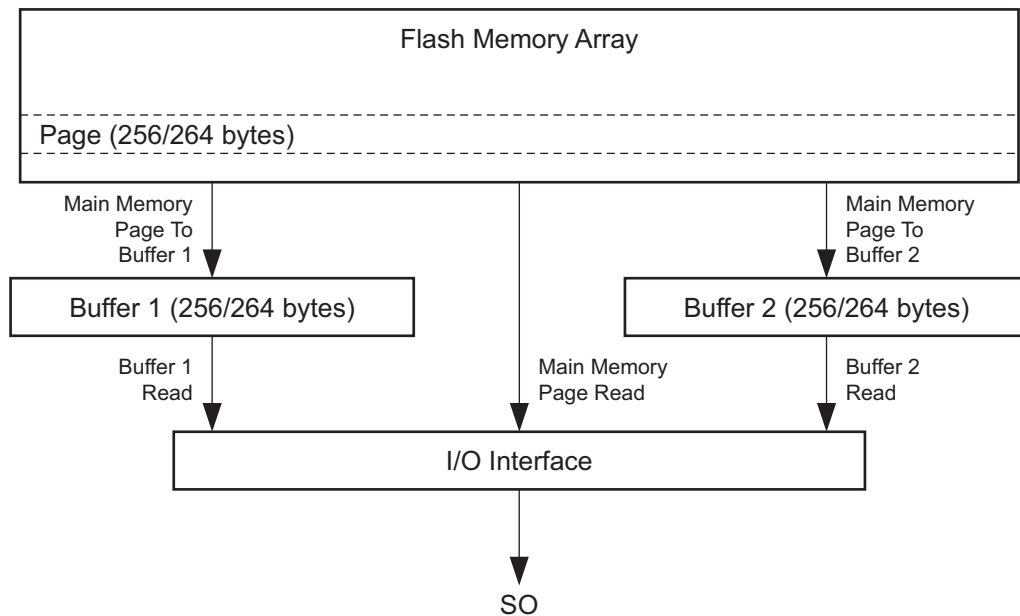 Flash Memory Array
Page (256/264 bytes)
Main Memory
Page To
Buffer 1
Main Memory
Page To
Buffer 2
Buffer 1 (256/264 bytes)
Buffer 2 (256/264 bytes)
Buffer 1
Read
Main Memory
Page Read
Buffer 2
Read
I/O Interface
SO